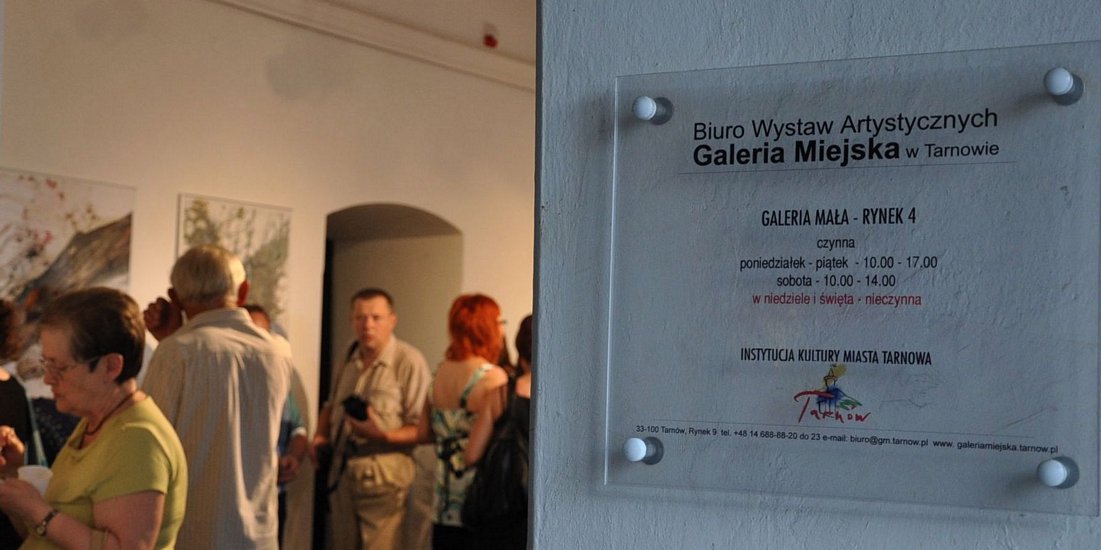 Biuro Wystaw Artystycznych
Galeria Miejska w Tarnowie
GALERIA MAŁA - RYNEK 4
czynna
poniedziałek - piątek - 10.00 - 17.00
sobota - 10.00 - 14.00
w niedziele i święta - nieczynna
INSTYTUCJA KULTURY MIASTA TARNOWA
Tarnów
33-100 Tarnów, Rynek 9 tel. +48 14 688-88-20 do 23 e-mail: biuro@gm.tarnow.pl www. galeriamiejska.tarnow.pl